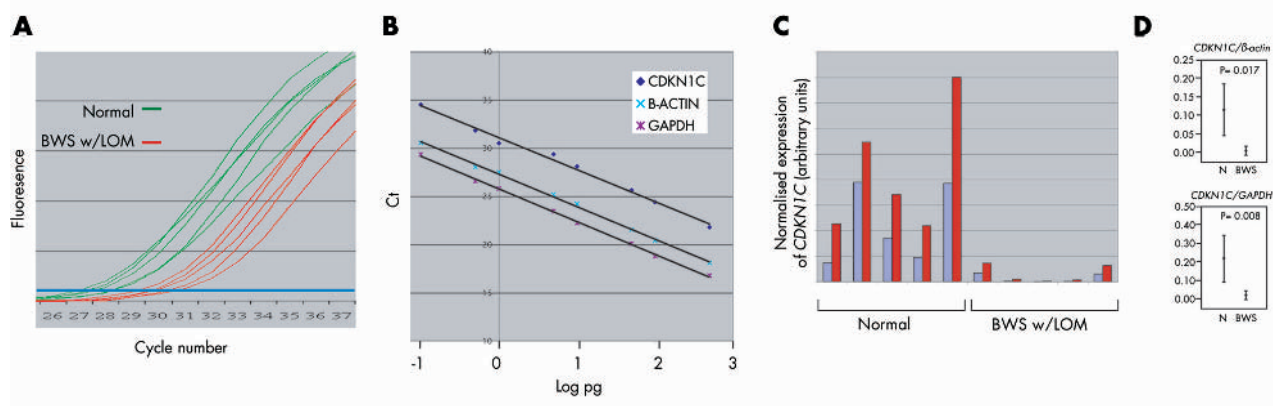 A
Fluoresence
Normal
BWS w/LOM
26 27 28 29 30 31 32 33 34 35 36 37
Cycle number
B
Ct
40
35
30
25
20
15
10
CDKN1C
B-ACTIN
GAPDH
-1 0 1 2 3
Log pg
C
Normalised expression
of CDKN1C (arbitrary units)
Normal
BWS w/LOM
D
CDKN1C/β-actin
0.25
0.20
0.15
0.10
0.05
0.00
P= 0.017
N BWS
CDKN1C/GAPDH
0.50
0.40
0.30
0.20
0.10
0.00
P= 0.008
N BWS